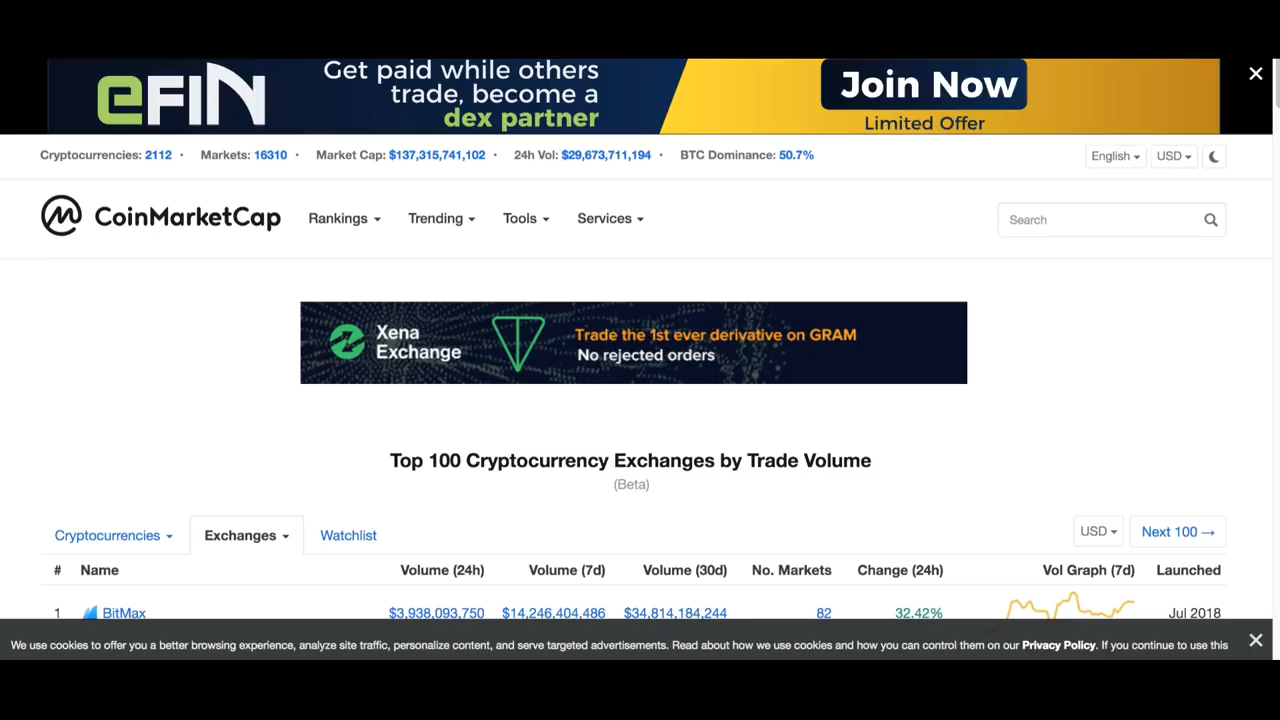 eFIN
Get paid while others
trade, become a
dex partner
Join Now
Limited Offer
Cryptocurrencies: 2112 • Markets: 16310 • Market Cap: $137,315,741,102 • 24h Vol: $29,673,711,194 • BTC Dominance: 50.7%
English USD
CoinMarketCap Rankings Trending Tools Services Search
Xena
Exchange
Trade the 1st ever derivative on GRAM
No rejected orders
Top 100 Cryptocurrency Exchanges by Trade Volume
(Beta)
Cryptocurrencies Exchanges Watchlist USD Next 100 →
# Name Volume (24h) Volume (7d) Volume (30d) No. Markets Change (24h) Vol Graph (7d) Launched
1 BitMax $3,938,093,750 $14,246,404,486 $34,814,184,244 82 32.42% Jul 2018
We use cookies to offer you a better browsing experience, analyze site traffic, personalize content, and serve targeted advertisements. Read about how we use cookies and how you can control them on our Privacy Policy. If you continue to use this